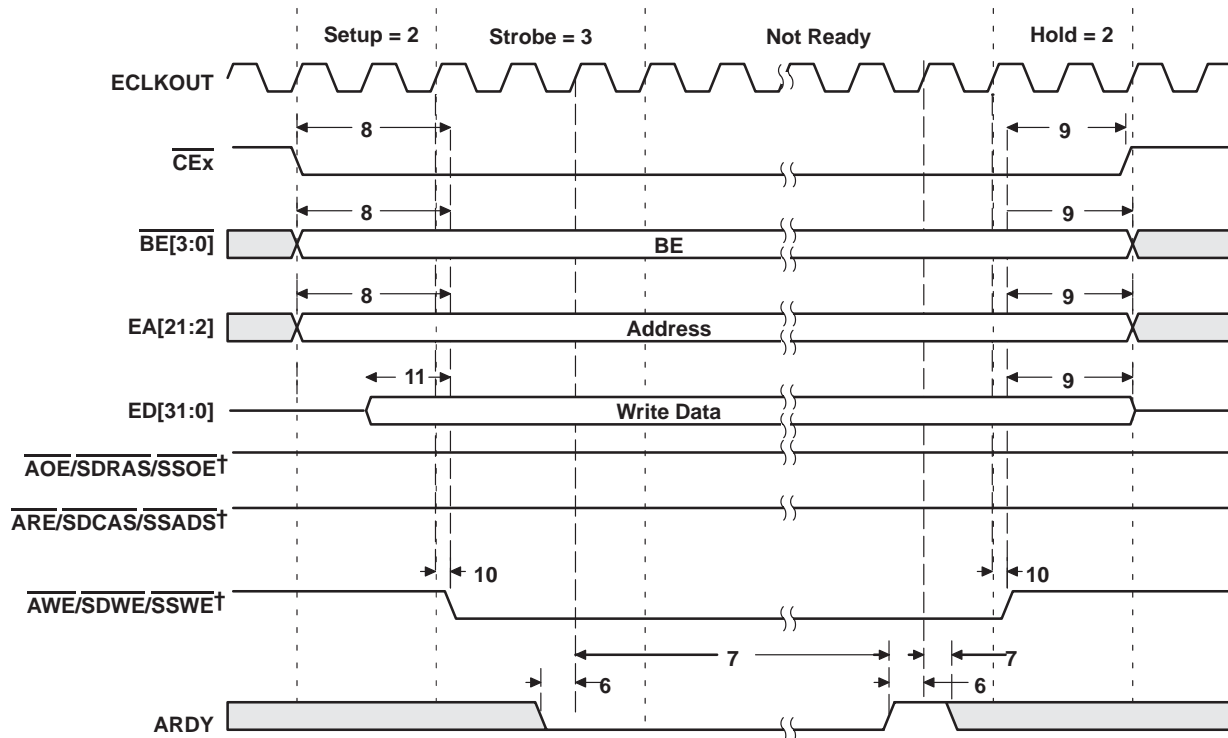 Setup = 2 Strobe = 3 Not Ready Hold = 2
ECLKOUT
8 9
CEx
8 9
BE[3:0] BE
8 9
EA[21:2] Address
11 9
ED[31:0] Write Data
AOE/SDRAS/SSOE†
ARE/SDCAS/SSADS†
10 10
AWE/SDWE/SSWE†
7 7
6 6
ARDY